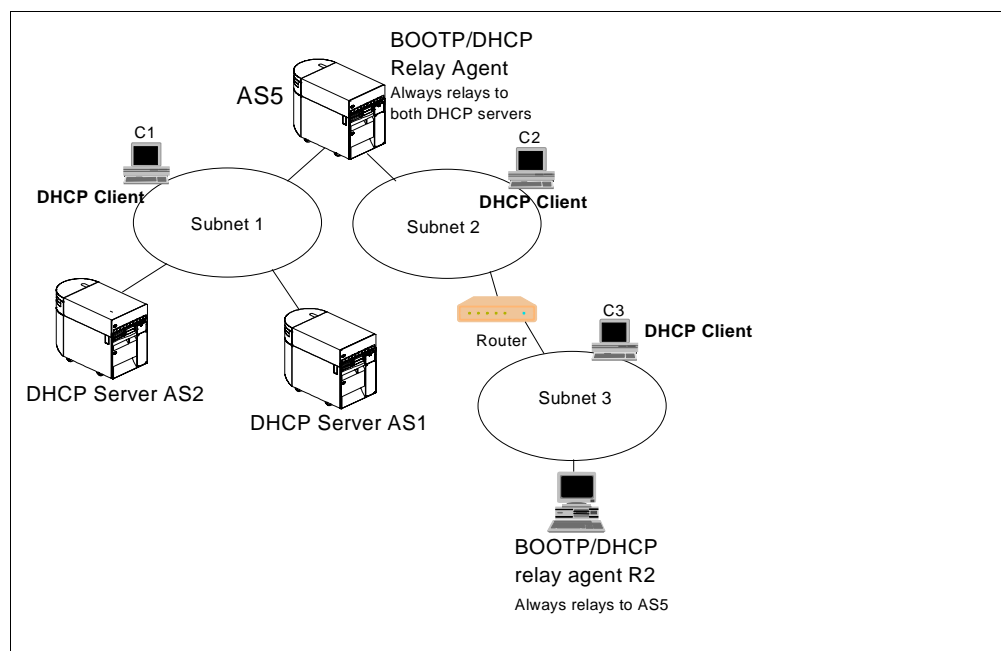 BOOTP/DHCP
Relay Agent
Always relays to
both DHCP servers
AS5
C1
DHCP Client
C2
DHCP Client
Subnet 1
Subnet 2
Router
C3
DHCP Client
DHCP Server AS2
DHCP Server AS1
Subnet 3
BOOTP/DHCP
relay agent R2
Always relays to AS5